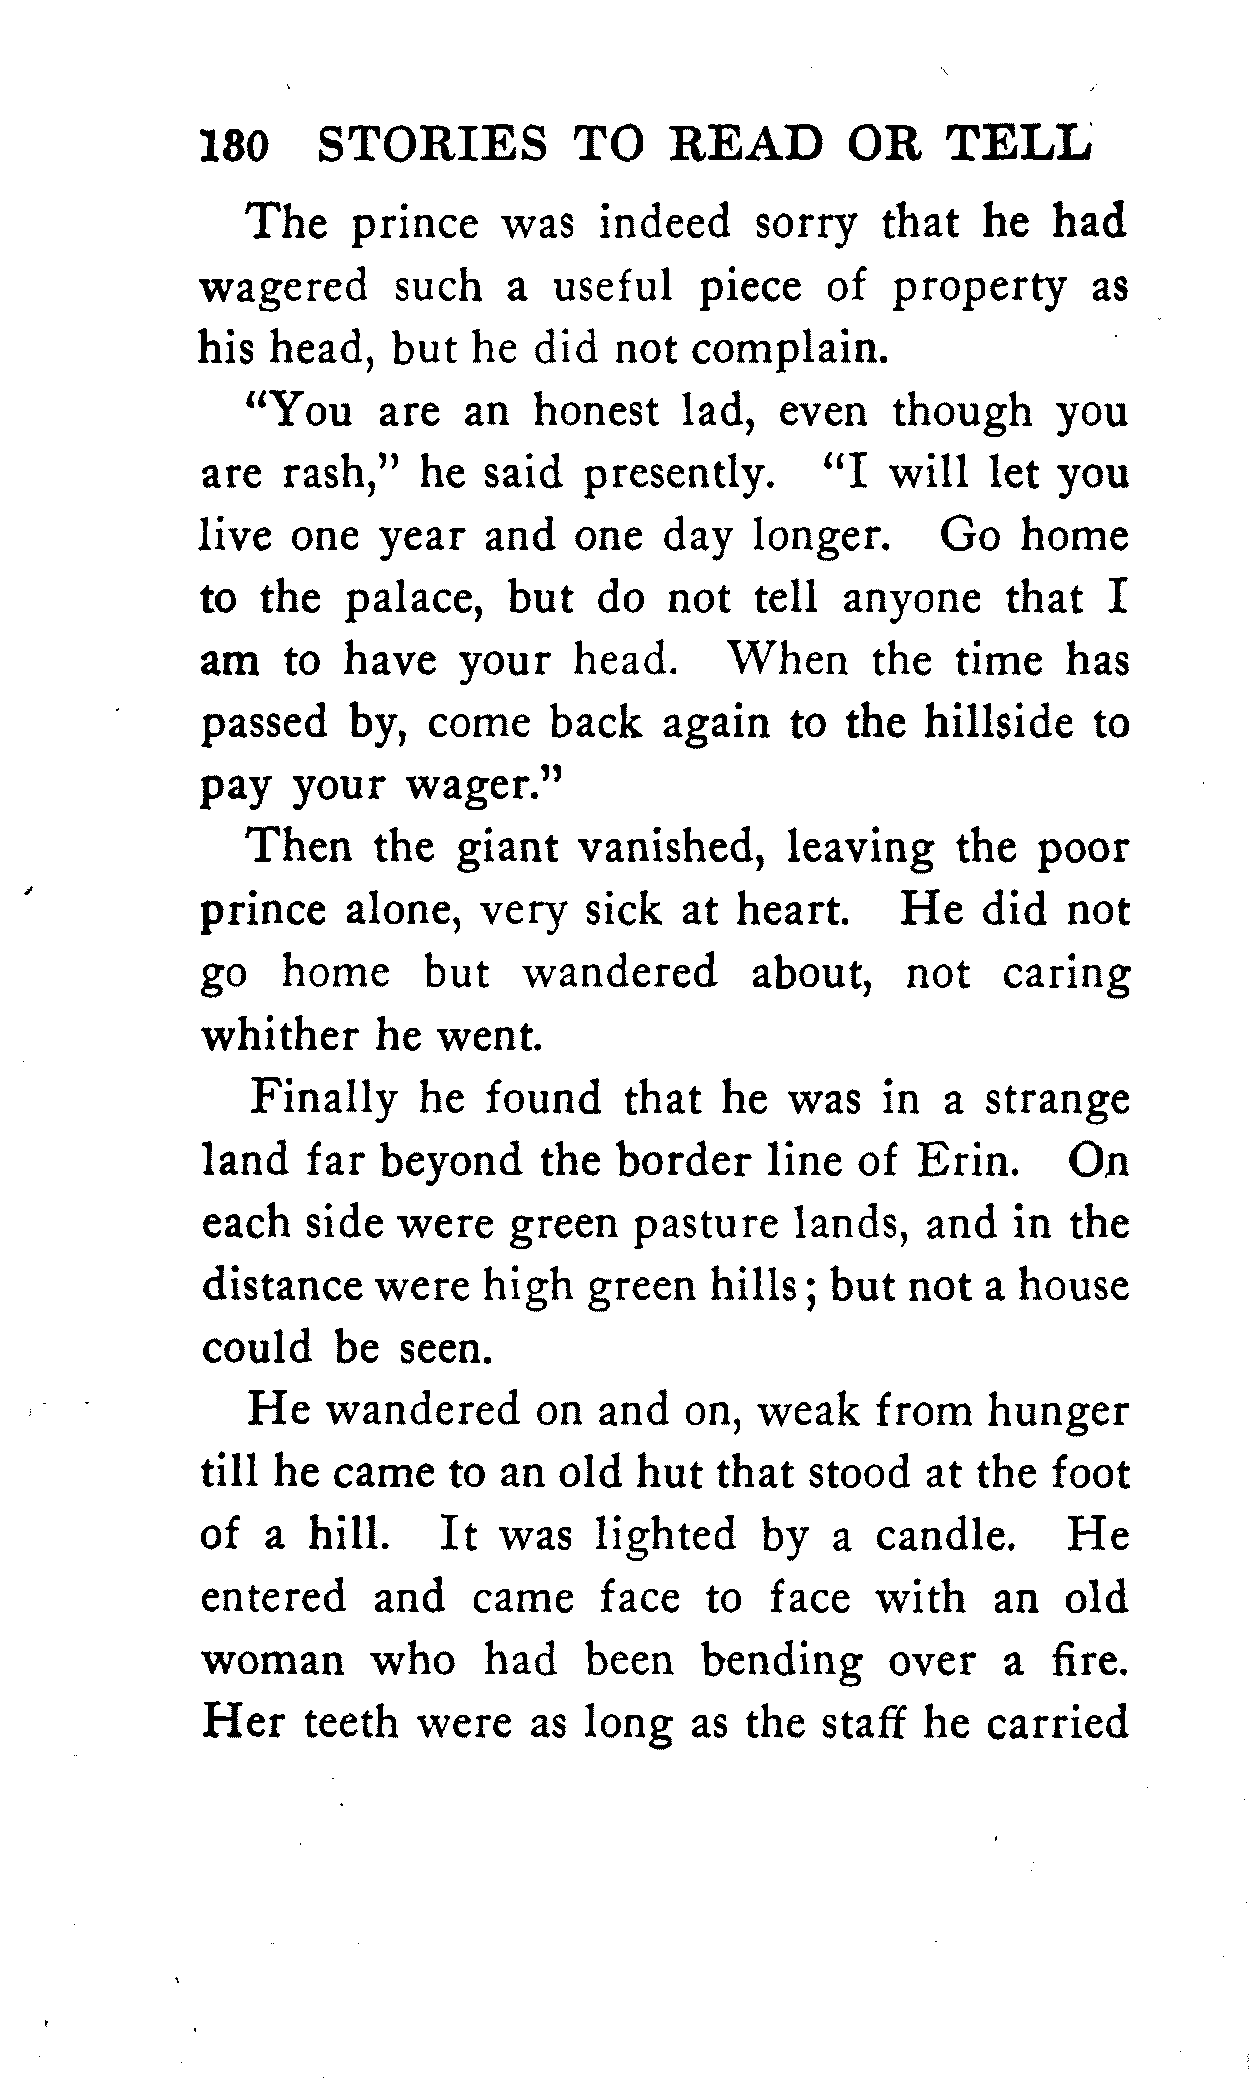 180 STORIES TO READ OR TELL
The prince was indeed sorry that he had
wagered such a useful piece of property as
his head, but he did not complain.
“You are an honest lad, even though you
are rash,” he said presently. “I will let you
live one year and one day longer. Go home
to the palace, but do not tell anyone that I
am to have your head. When the time has
passed by, come back again to the hillside to
pay your wager.”
Then the giant vanished, leaving the poor
prince alone, very sick at heart. He did not
go home but wandered about, not caring
whither he went.
Finally he found that he was in a strange
land far beyond the border line of Erin. On
each side were green pasture lands, and in the
distance were high green hills; but not a house
could be seen.
He wandered on and on, weak from hunger
till he came to an old hut that stood at the foot
of a hill. It was lighted by a candle. He
entered and came face to face with an old
woman who had been bending over a fire.
Her teeth were as long as the staff he carried